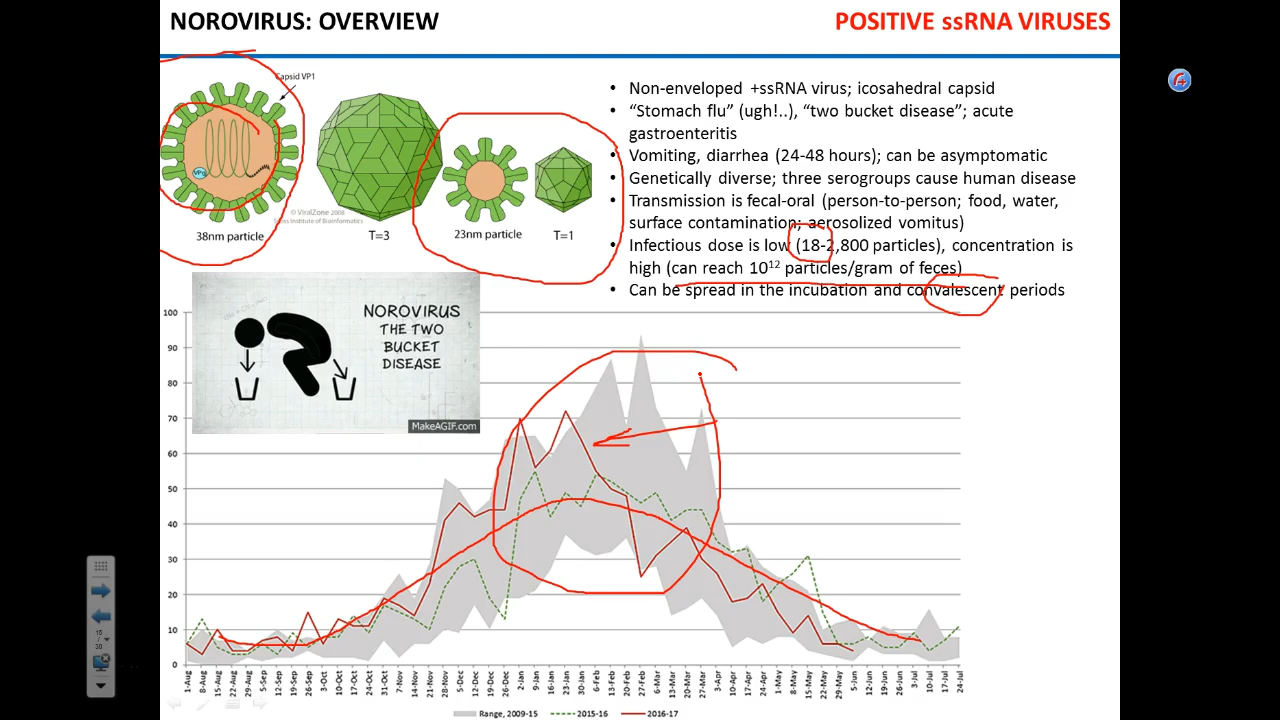 NOROVIRUS: OVERVIEW
POSITIVE ssRNA VIRUSES
Capsid VP1
VPg
© ViralZone 2008
Swiss Institute of Bioinformatics
38nm particle
T=3
23nm particle
T=1
• Non-enveloped +ssRNA virus; icosahedral capsid
• “Stomach flu” (ugh!..), “two bucket disease”; acute
gastroenteritis
• Vomiting, diarrhea (24-48 hours); can be asymptomatic
• Genetically diverse; three serogroups cause human disease
• Transmission is fecal-oral (person-to-person; food, water,
surface contamination; aerosolized vomitus)
• Infectious dose is low (18-2,800 particles), concentration is
high (can reach 10¹² particles/gram of feces)
• Can be spread in the incubation and convalescent periods
NOROVIRUS
THE TWO
BUCKET
DISEASE
MakeAGIF.com
100
90
80
70
60
50
40
30
20
10
0
1-Aug 8-Aug 15-Aug 22-Aug 29-Aug 5-Sep 12-Sep 19-Sep 26-Sep 3-Oct 10-Oct 17-Oct 24-Oct 31-Oct 7-Nov 14-Nov 21-Nov 28-Nov 5-Dec 12-Dec 19-Dec 26-Dec 2-Jan 9-Jan 16-Jan 23-Jan 30-Jan 6-Feb 13-Feb 20-Feb 27-Feb 6-Mar 13-Mar 20-Mar 27-Mar 3-Apr 10-Apr 17-Apr 24-Apr 1-May 8-May 15-May 22-May 29-May 5-Jun 12-Jun 19-Jun 26-Jun 3-Jul 10-Jul 17-Jul 24-Jul
Range, 2009-15 2015-16 2016-17
15
/
30